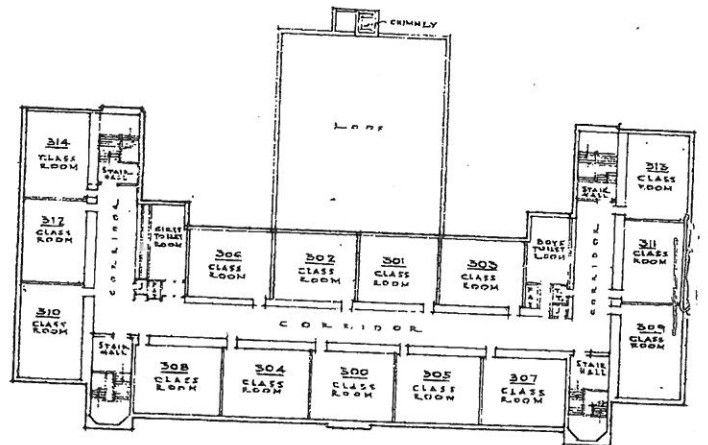 CHIMNEY
ROOF
314
CLASS
ROOM
STAIR
HALL
313
CLASS
ROOM
STAIR
HALL
312
CLASS
ROOM
CORRIDOR
GIRLS
TOILET
ROOM
306
CLASS
ROOM
302
CLASS
ROOM
301
CLASS
ROOM
303
CLASS
ROOM
BOYS
TOILET
ROOM
CORRIDOR
311
CLASS
ROOM
310
CLASS
ROOM
CORRIDOR
309
CLASS
ROOM
STAIR
HALL
308
CLASS
ROOM
304
CLASS
ROOM
300
CLASS
ROOM
305
CLASS
ROOM
307
CLASS
ROOM
STAIR
HALL